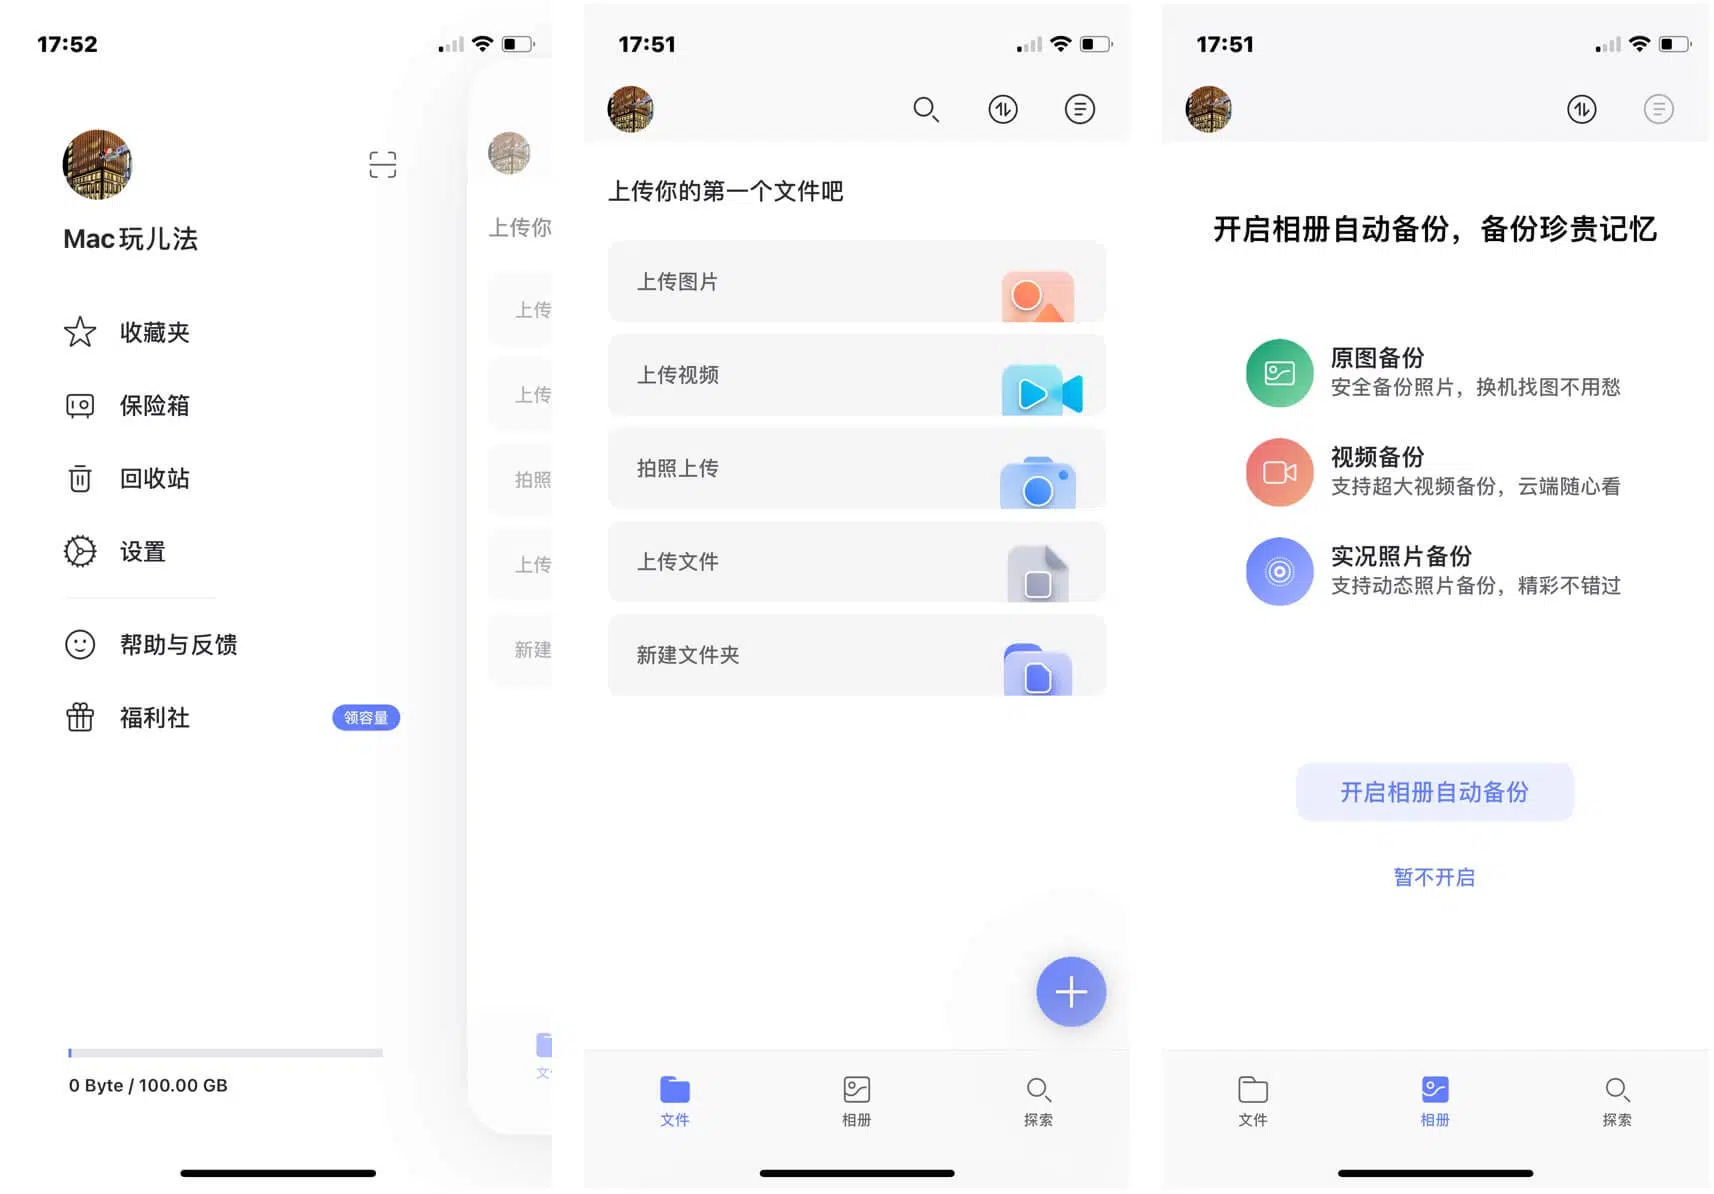 17:52
Mac玩儿法
收藏夹
保险箱
回收站
设置
帮助与反馈
福利社
领容量
0 Byte / 100.00 GB
上传你
上传
上传
拍照
上传
新建
文
17:51
上传你的第一个文件吧
上传图片
上传视频
拍照上传
上传文件
新建文件夹
文件
相册
探索
17:51
开启相册自动备份，备份珍贵记忆
原图备份
安全备份照片，换机找图不用愁
视频备份
支持超大视频备份，云端随心看
实况照片备份
支持动态照片备份，精彩不错过
开启相册自动备份
暂不开启
文件
相册
探索